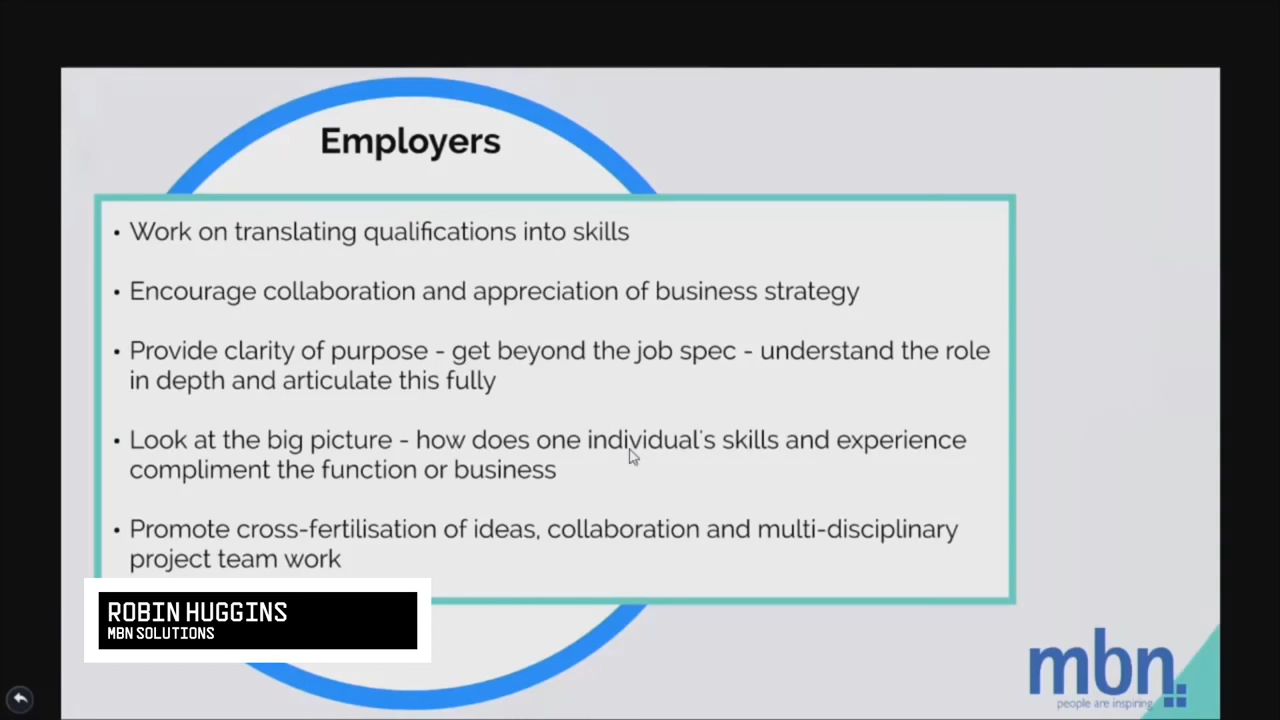 Employers
• Work on translating qualifications into skills
• Encourage collaboration and appreciation of business strategy
• Provide clarity of purpose - get beyond the job spec - understand the role
in depth and articulate this fully
• Look at the big picture - how does one individual's skills and experience
compliment the function or business
• Promote cross-fertilisation of ideas, collaboration and multi-disciplinary
project team work
ROBIN HUGGINS
MBN SOLUTIONS
mbn
people are inspiring